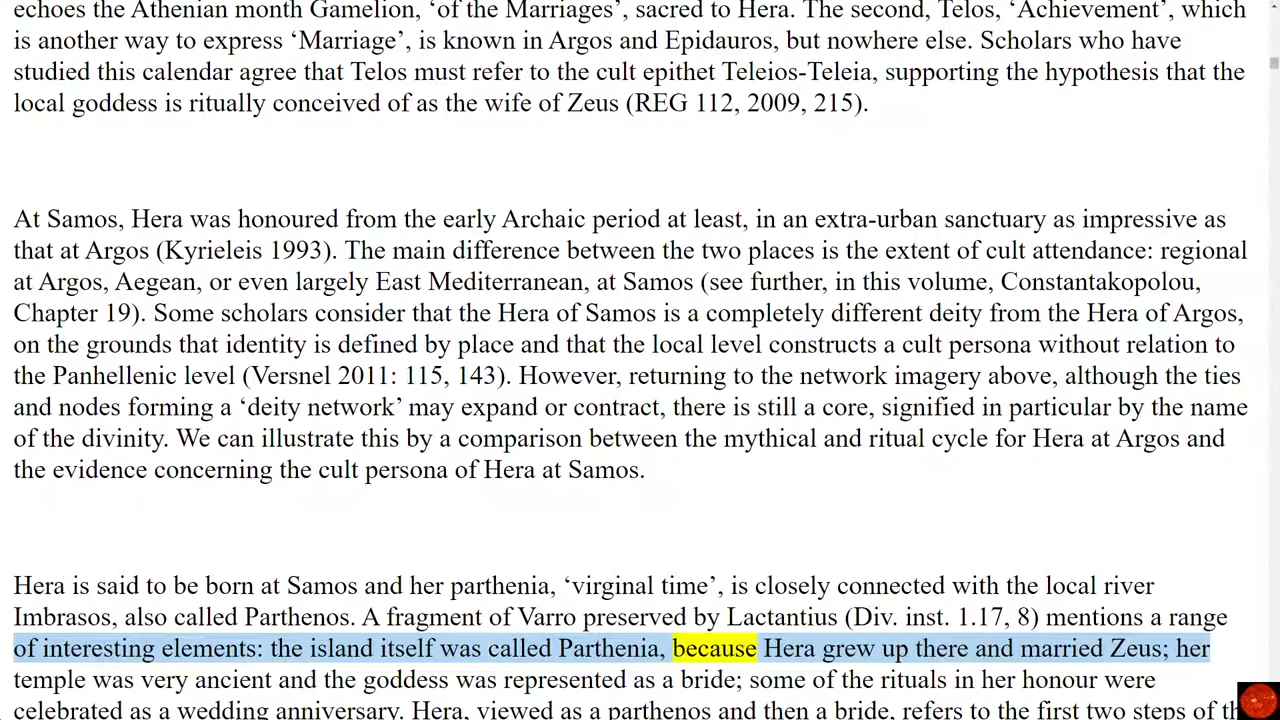 echoes the Athenian month Gamelion, ‘of the Marriages’, sacred to Hera. The second, Telos, ‘Achievement’, which
is another way to express ‘Marriage’, is known in Argos and Epidauros, but nowhere else. Scholars who have
studied this calendar agree that Telos must refer to the cult epithet Teleios-Teleia, supporting the hypothesis that the
local goddess is ritually conceived of as the wife of Zeus (REG 112, 2009, 215).
At Samos, Hera was honoured from the early Archaic period at least, in an extra-urban sanctuary as impressive as
that at Argos (Kyrieleis 1993). The main difference between the two places is the extent of cult attendance: regional
at Argos, Aegean, or even largely East Mediterranean, at Samos (see further, in this volume, Constantakopolou,
Chapter 19). Some scholars consider that the Hera of Samos is a completely different deity from the Hera of Argos,
on the grounds that identity is defined by place and that the local level constructs a cult persona without relation to
the Panhellenic level (Versnel 2011: 115, 143). However, returning to the network imagery above, although the ties
and nodes forming a ‘deity network’ may expand or contract, there is still a core, signified in particular by the name
of the divinity. We can illustrate this by a comparison between the mythical and ritual cycle for Hera at Argos and
the evidence concerning the cult persona of Hera at Samos.
Hera is said to be born at Samos and her parthenia, ‘virginal time’, is closely connected with the local river
Imbrasos, also called Parthenos. A fragment of Varro preserved by Lactantius (Div. inst. 1.17, 8) mentions a range
of interesting elements: the island itself was called Parthenia, because Hera grew up there and married Zeus; her
temple was very ancient and the goddess was represented as a bride; some of the rituals in her honour were
celebrated as a wedding anniversary. Hera, viewed as a parthenos and then a bride, refers to the first two steps of